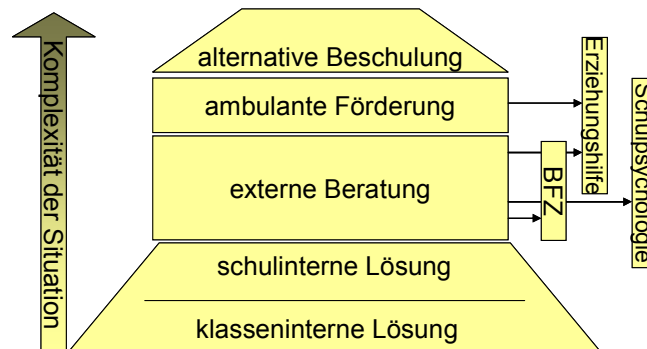 Komplexität der Situation
alternative Beschulung
ambulante Förderung
externe Beratung
schulinterne Lösung
klasseninterne Lösung
BFZ
Erziehungshilfe
Schulpsychologie